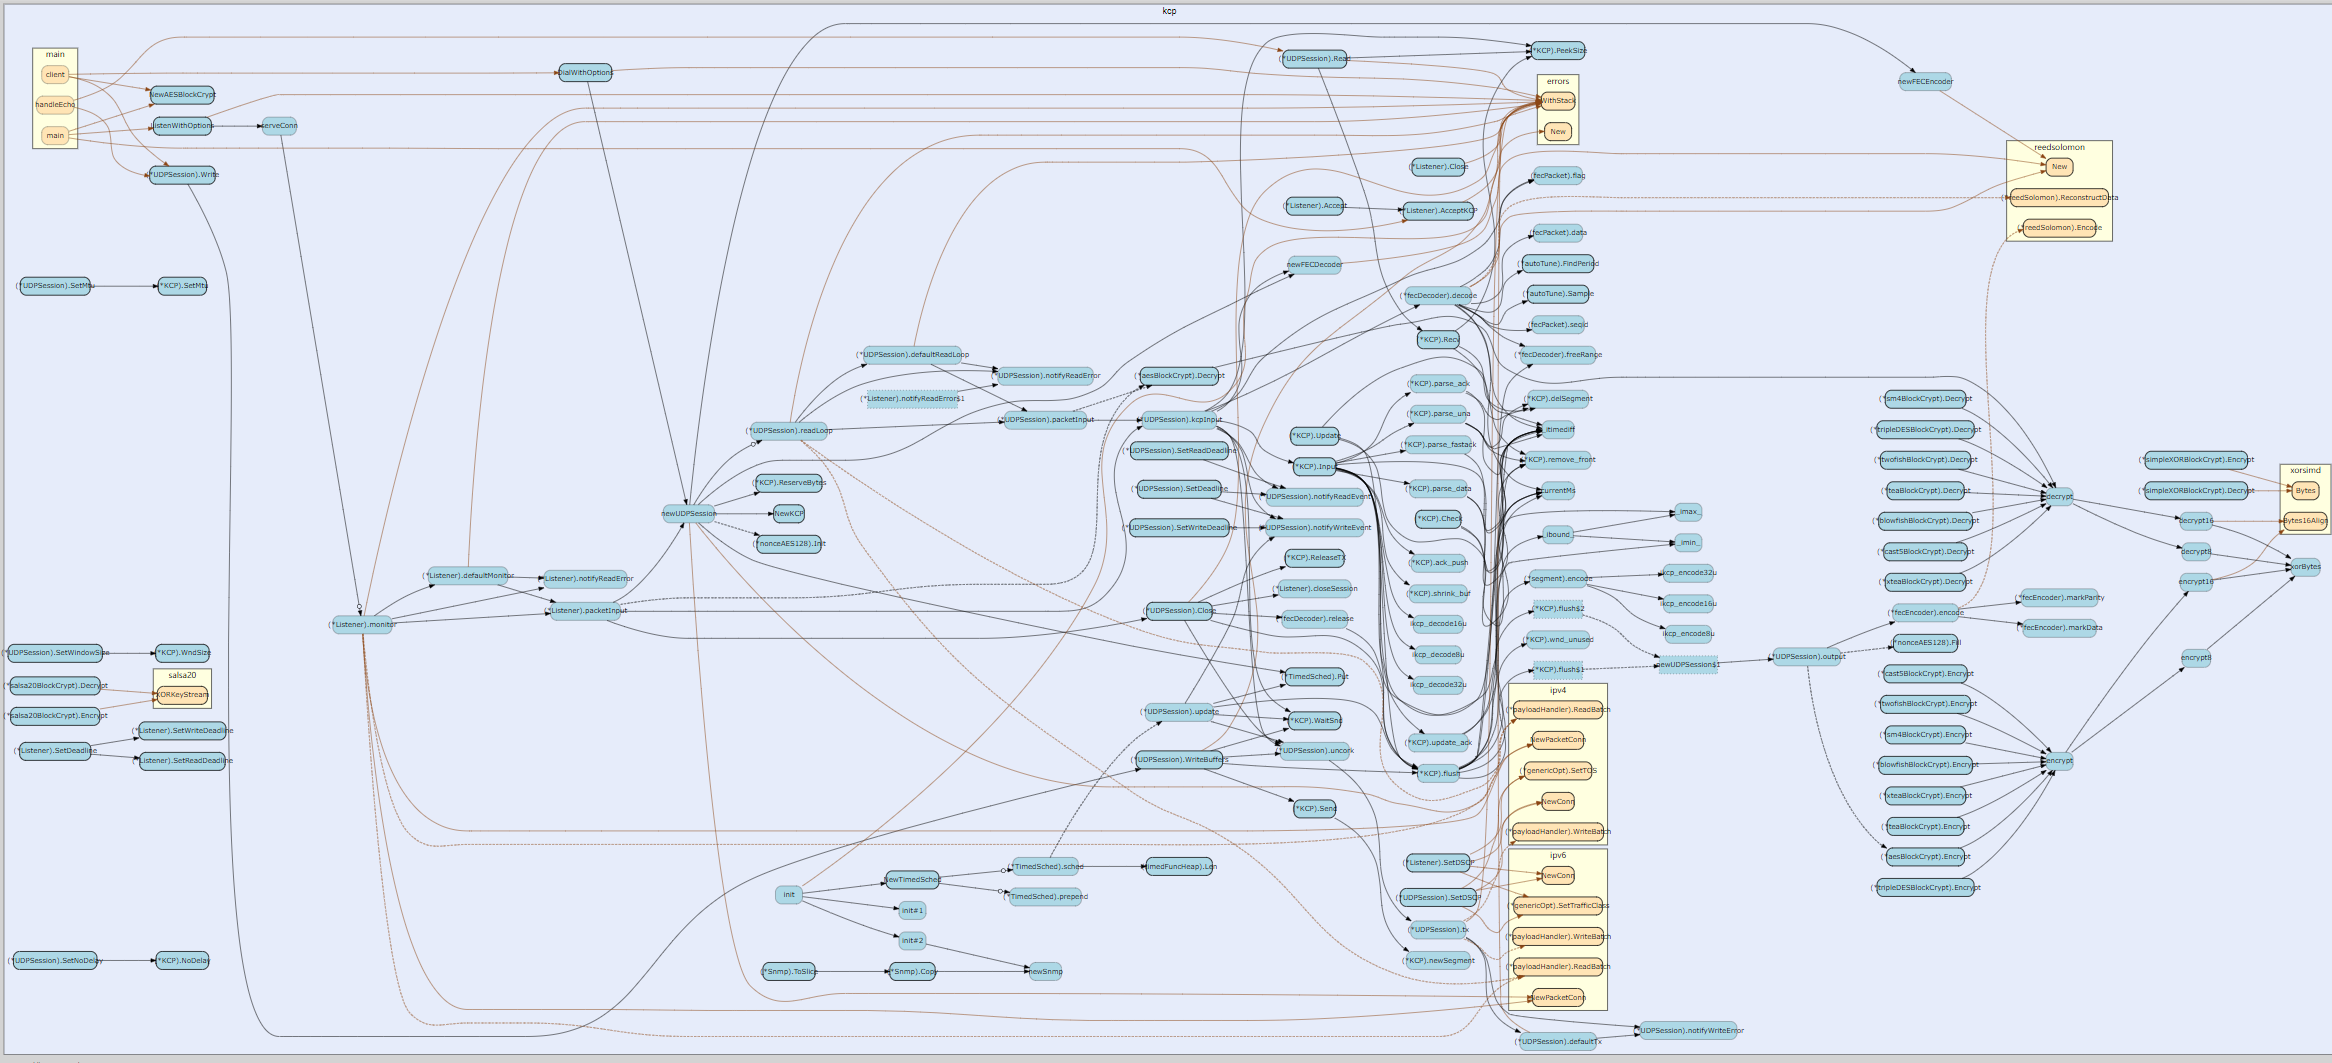 kcp
main
client
handleEcho
main
NewAESBlockCrypt
ListenWithOptions
serveConn
(*UDPSession).Write
DialWithOptions
(*UDPSession).SetMtu
(*KCP).SetMtu
(*UDPSession).SetWindowSize
(*KCP).WndSize
(*salsa20BlockCrypt).Decrypt
salsa20
XORKeyStream
(*salsa20BlockCrypt).Encrypt
(*Listener).SetDeadline
(*Listener).SetWriteDeadline
(*Listener).SetReadDeadline
(*UDPSession).SetNoDelay
(*KCP).NoDelay
(*Listener).monitor
(*Listener).defaultMonitor
(*Listener).notifyReadError
(*Listener).packetInput
newUDPSession
(*UDPSession).readLoop
(*KCP).ReserveBytes
NewKCP
(*nonceAES128).Init
(*UDPSession).defaultReadLoop
(*Listener).notifyReadError$1
(*UDPSession).notifyReadError
(*UDPSession).packetInput
init
NewTimedSched
init#1
init#2
(*TimedSched).sched
(*TimedSched).prepend
(*Snmp).ToSlice
(*Snmp).Copy
newSnmp
(*aesBlockCrypt).Decrypt
(*UDPSession).kcpInput
(*UDPSession).SetReadDeadline
(*UDPSession).SetDeadline
(*UDPSession).SetWriteDeadline
(*UDPSession).Close
(*UDPSession).update
(*UDPSession).WriteBuffers
(timedFuncHeap).Len
(*UDPSession).Read
(*Listener).Accept
newFECDecoder
(*KCP).Update
(*KCP).Input
(*UDPSession).notifyReadEvent
(*UDPSession).notifyWriteEvent
(*KCP).ReleaseTX
(*Listener).closeSession
(*fecDecoder).release
(*TimedSched).Put
(*KCP).WaitSnd
(*UDPSession).uncork
(*KCP).Send
(*Listener).Close
(*Listener).AcceptKCP
(*fecDecoder).decode
(*KCP).Recv
(*KCP).parse_ack
(*KCP).parse_una
(*KCP).parse_fastack
(*KCP).parse_data
(*KCP).Check
(*KCP).ack_push
(*KCP).shrink_buf
ikcp_decode16u
ikcp_decode8u
ikcp_decode32u
(*KCP).update_ack
(*KCP).flush
(*Listener).SetDSCP
(*UDPSession).SetDSCP
(*UDPSession).tx
(*KCP).newSegment
(*KCP).PeekSize
errors
WithStack
New
(fecPacket).flag
(fecPacket).data
(*autoTune).FindPeriod
(*autoTune).Sample
(fecPacket).seqid
(*fecDecoder).freeRange
(*KCP).delSegment
_itimediff
(*KCP).remove_front
currentMs
_ibound_
(*segment).encode
(*KCP).flush$2
(*KCP).wnd_unused
(*KCP).flush$1
ipv4
(*payloadHandler).ReadBatch
NewPacketConn
(*genericOpt).SetTOS
NewConn
(*payloadHandler).WriteBatch
ipv6
NewConn
(*genericOpt).SetTrafficClass
(*payloadHandler).WriteBatch
(*payloadHandler).ReadBatch
NewPacketConn
(*UDPSession).defaultTx
(*UDPSession).notifyWriteError
_imax_
_imin_
ikcp_encode32u
ikcp_encode16u
ikcp_encode8u
newUDPSession$1
(*UDPSession).output
newFECEncoder
reedsolomon
New
(reedSolomon).ReconstructData
(*reedSolomon).Encode
(*sm4BlockCrypt).Decrypt
(*tripleDESBlockCrypt).Decrypt
(*twofishBlockCrypt).Decrypt
(*teaBlockCrypt).Decrypt
(*blowfishBlockCrypt).Decrypt
(*cast5BlockCrypt).Decrypt
(*xteaBlockCrypt).Decrypt
(*fecEncoder).encode
(*nonceAES128).Fill
(*cast5BlockCrypt).Encrypt
(*twofishBlockCrypt).Encrypt
(*sm4BlockCrypt).Encrypt
(*blowfishBlockCrypt).Encrypt
(*xteaBlockCrypt).Encrypt
(*teaBlockCrypt).Encrypt
(*aesBlockCrypt).Encrypt
(*tripleDESBlockCrypt).Encrypt
decrypt
(*fecEncoder).markParity
(*fecEncoder).markData
encrypt
(*simpleXORBlockCrypt).Encrypt
(*simpleXORBlockCrypt).Decrypt
decrypt16
decrypt8
encrypt16
encrypt8
xorsimd
Bytes
Bytes16Align
xorBytes